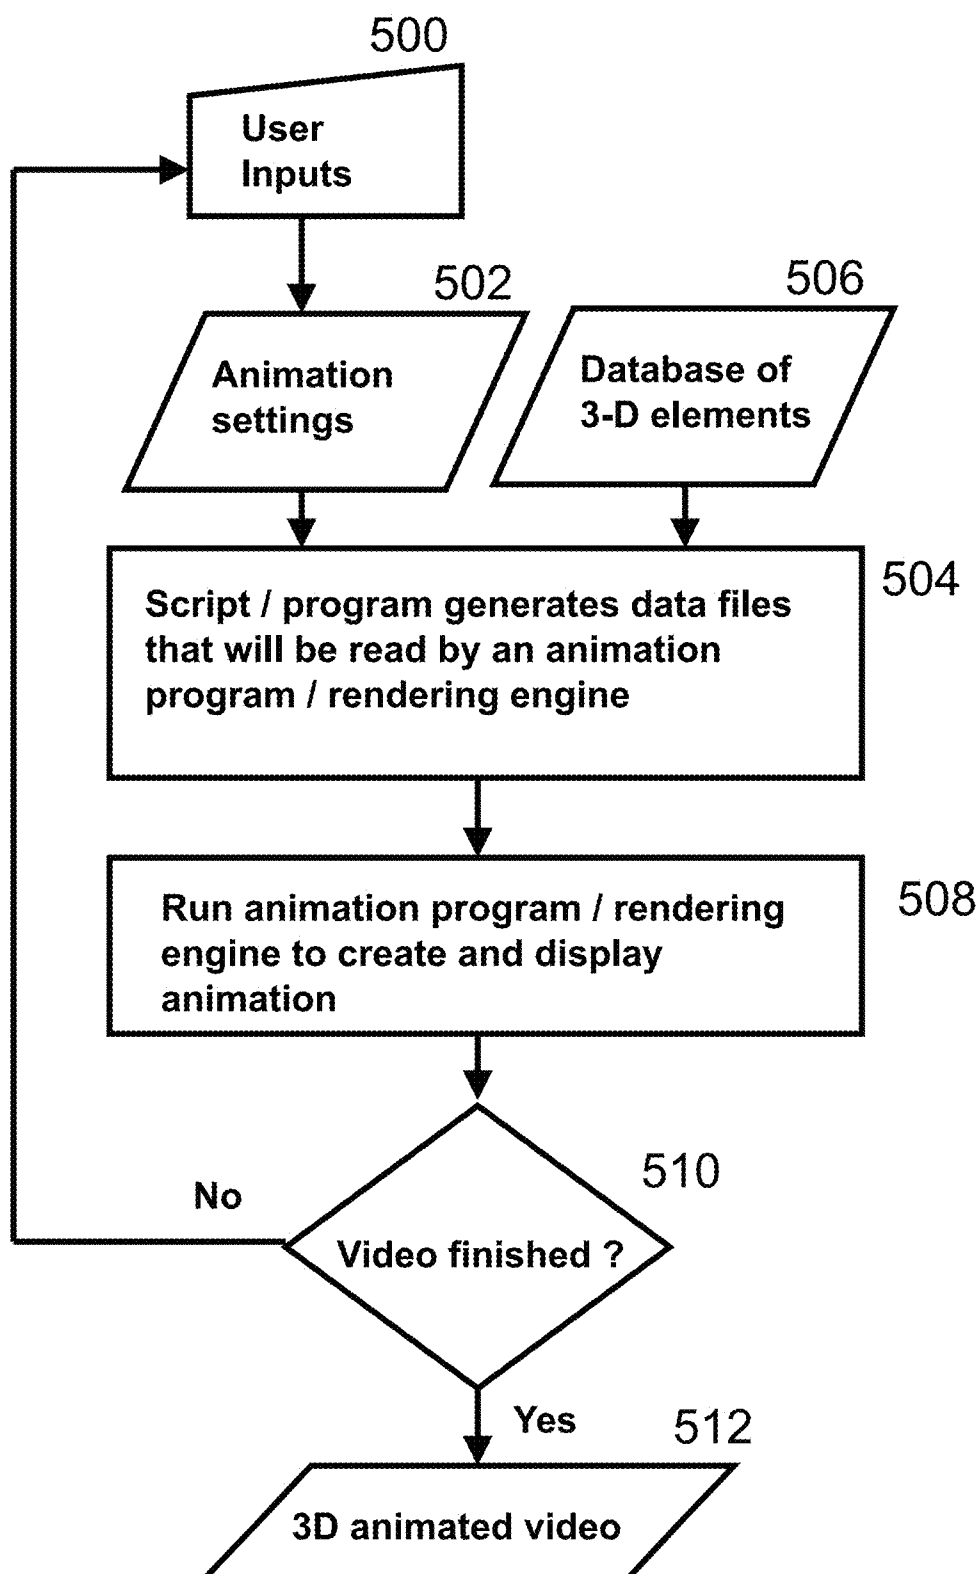 500
User
Inputs
502
506
Animation
settings
Database of
3-D elements
504
Script / program generates data files
that will be read by an animation
program / rendering engine
508
Run animation program / rendering
engine to create and display
animation
510
No
Video finished ?
Yes
512
3D animated video